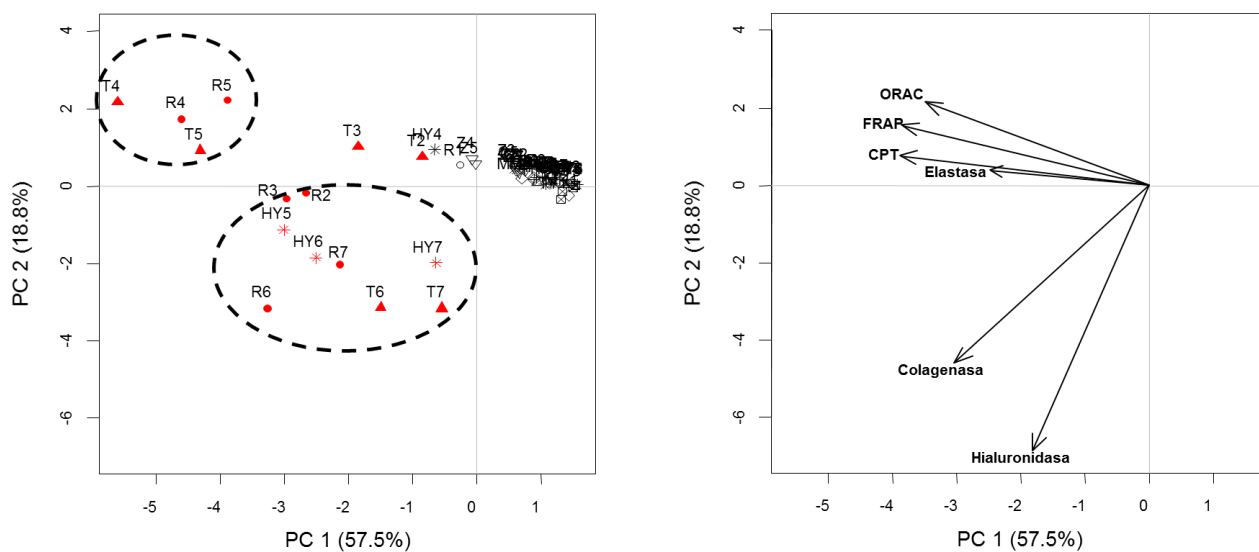 4
2
0
-2
-4
-6
PC 2 (18.8%)
T4
R4
R5
T5
T3
T2
HY4
R1
Z4
Z5
R3
R2
HY5
HY6
R7
HY7
R6
T6
T7
-5
-4
-3
-2
-1
0
1
PC 1 (57.5%)
4
2
0
-2
-4
-6
PC 2 (18.8%)
ORAC
FRAP
CPT
Elastasa
Colagenasa
Hialuronidasa
-5
-4
-3
-2
-1
0
1
PC 1 (57.5%)